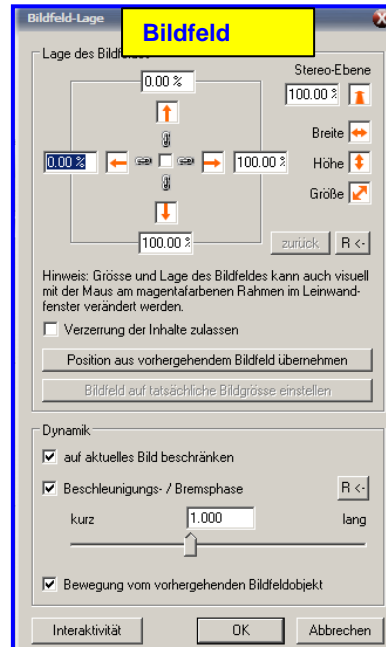 Bildfeld-Lage
Bildfeld
Lage des Bildfeldes
0.00 %
Stereo-Ebene
100.00 %
Breite
0.00 %
100.00 %
Höhe
Größe
100.00 %
zurück
R <-
Hinweis: Grösse und Lage des Bildfeldes kann auch visuell
mit der Maus am magentafarbenen Rahmen im Leinwand-
fenster verändert werden.
Verzerrung der Inhalte zulassen
Position aus vorhergehendem Bildfeld übernehmen
Bildfeld auf tatsächliche Bildgrösse einstellen
Dynamik
auf aktuelles Bild beschränken
Beschleunigungs- / Bremsphase
R <-
kurz
1.000
lang
Bewegung vom vorhergehenden Bildfeldobjekt
Interaktivität
OK
Abbrechen